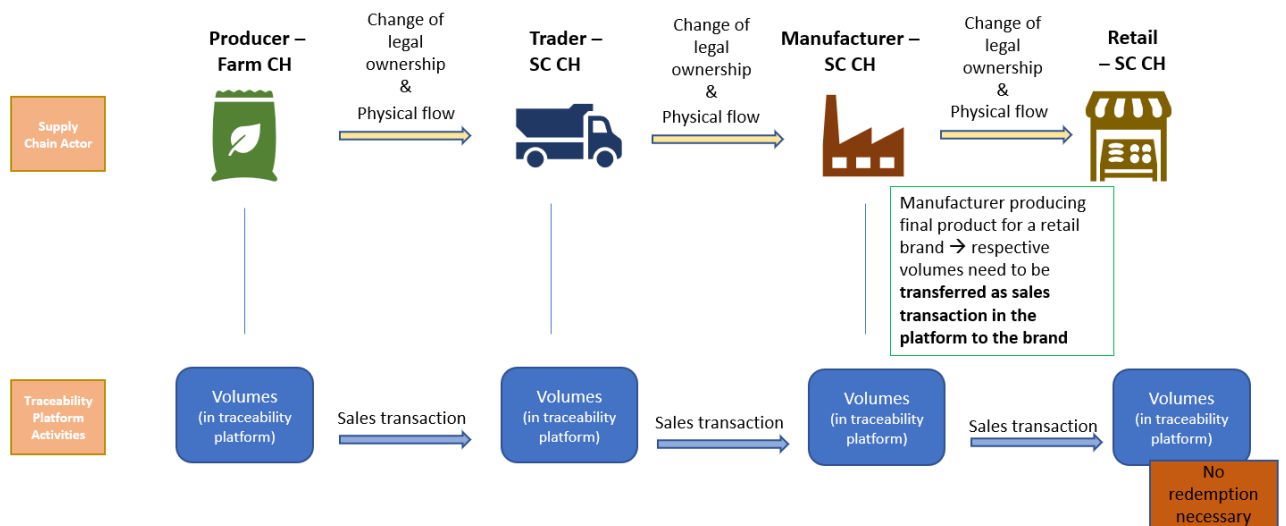 Producer –
Farm CH
Change of
legal
ownership
&
Physical flow
Trader –
SC CH
Change of
legal
ownership
&
Physical flow
Manufacturer –
SC CH
Change of
legal
ownership
&
Physical flow
Retail
– SC CH
Supply
Chain Actor
Manufacturer producing
final product for a retail
brand → respective
volumes need to be
transferred as sales
transaction in the
platform to the brand
Traceability
Platform
Activities
Volumes
(in traceability
platform)
Sales transaction
Volumes
(in traceability
platform)
Sales transaction
Volumes
(in traceability
platform)
Sales transaction
Volumes
(in traceability
platform)
No
redemption
necessary